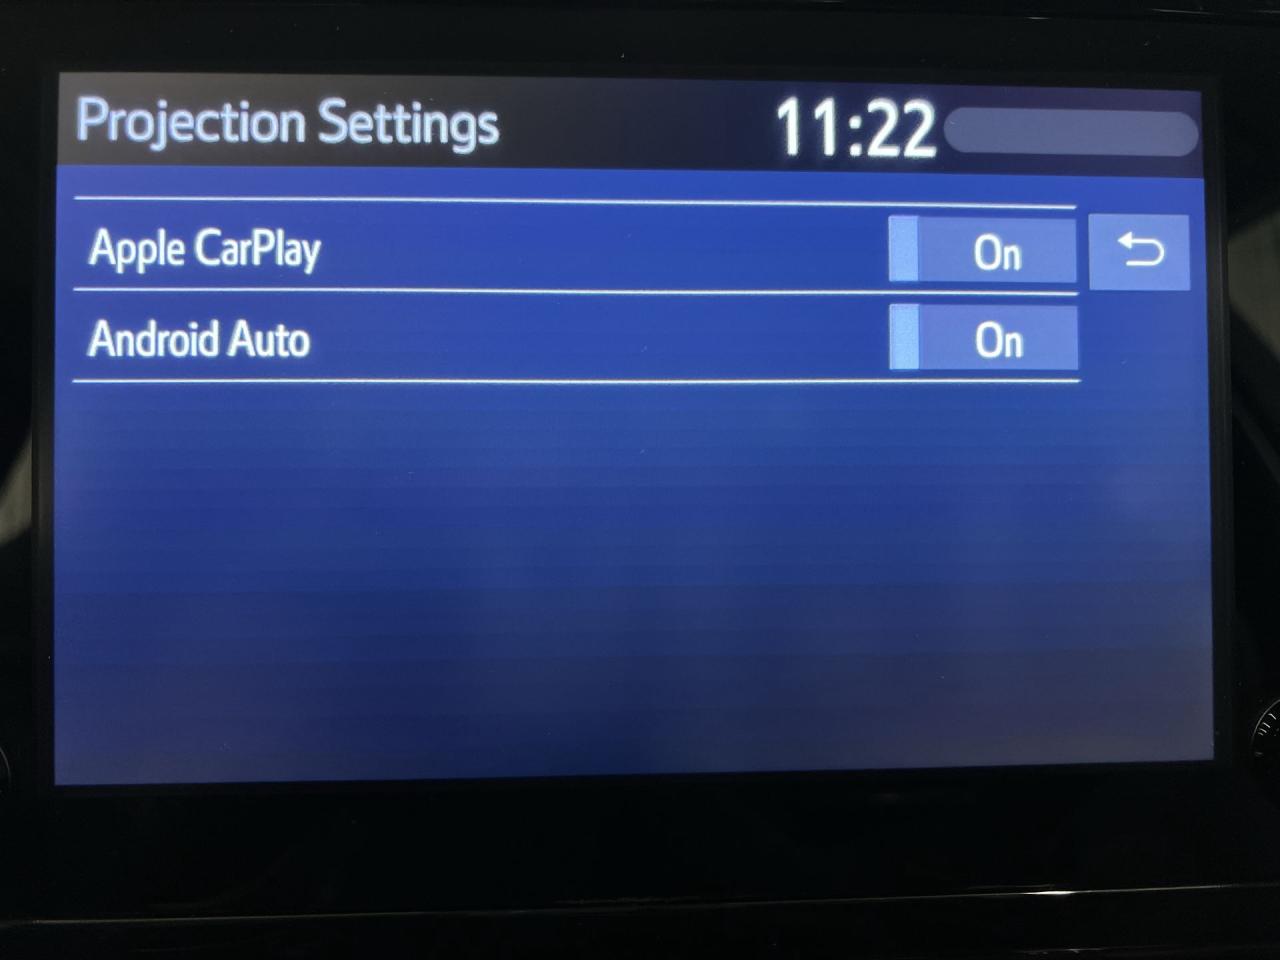 Projection Settings 11:22
Apple CarPlay On
Android Auto On